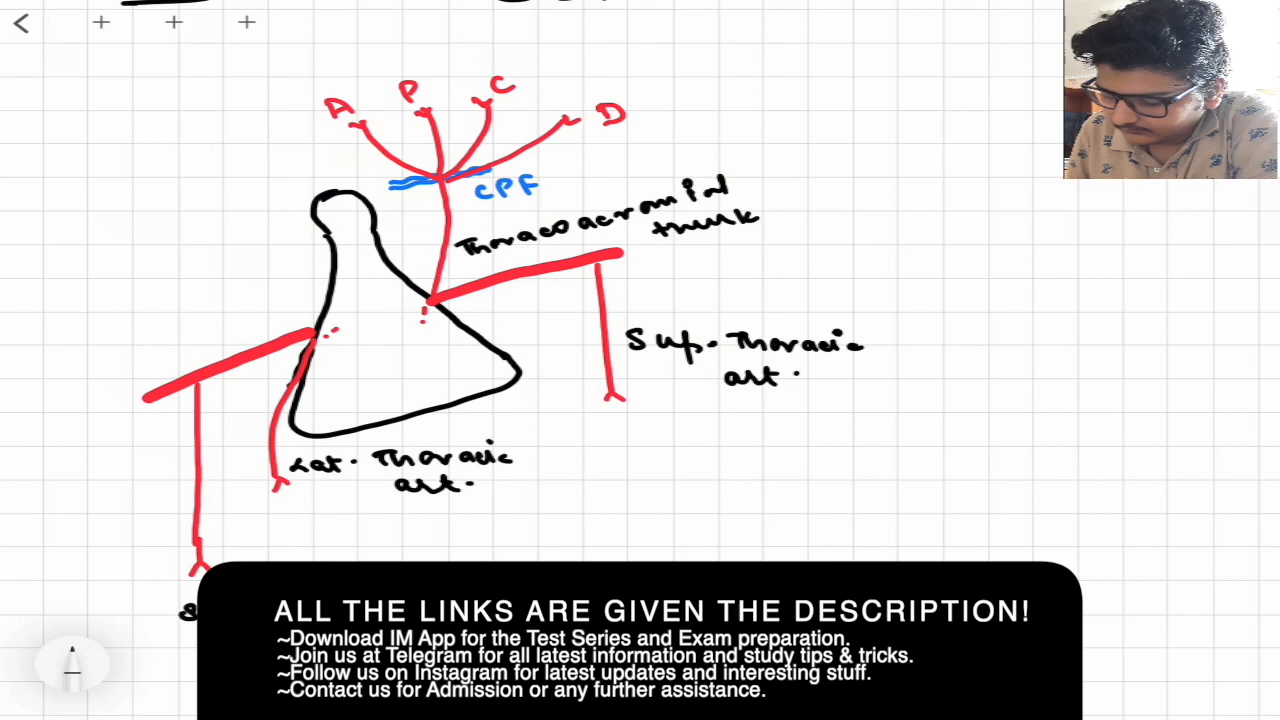 A
P
C
D
CPF
Thoracoacromial
trunk
Sup. Thoracic
art.
Lat. Thoracic
art.
ALL THE LINKS ARE GIVEN THE DESCRIPTION!
~Download IM App for the Test Series and Exam preparation.
~Join us at Telegram for all latest information and study tips & tricks.
~Follow us on Instagram for latest updates and interesting stuff.
~Contact us for Admission or any further assistance.